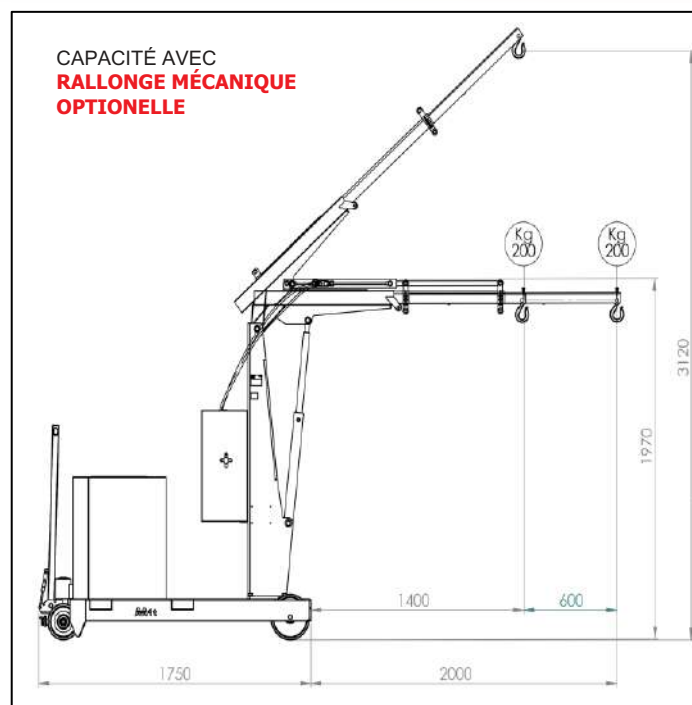 CAPACITÉ AVEC
RALLONGE MÉCANIQUE
OPTIONELLE
Kg
200
Kg
200
3120
1970
1400
600
1750
2000